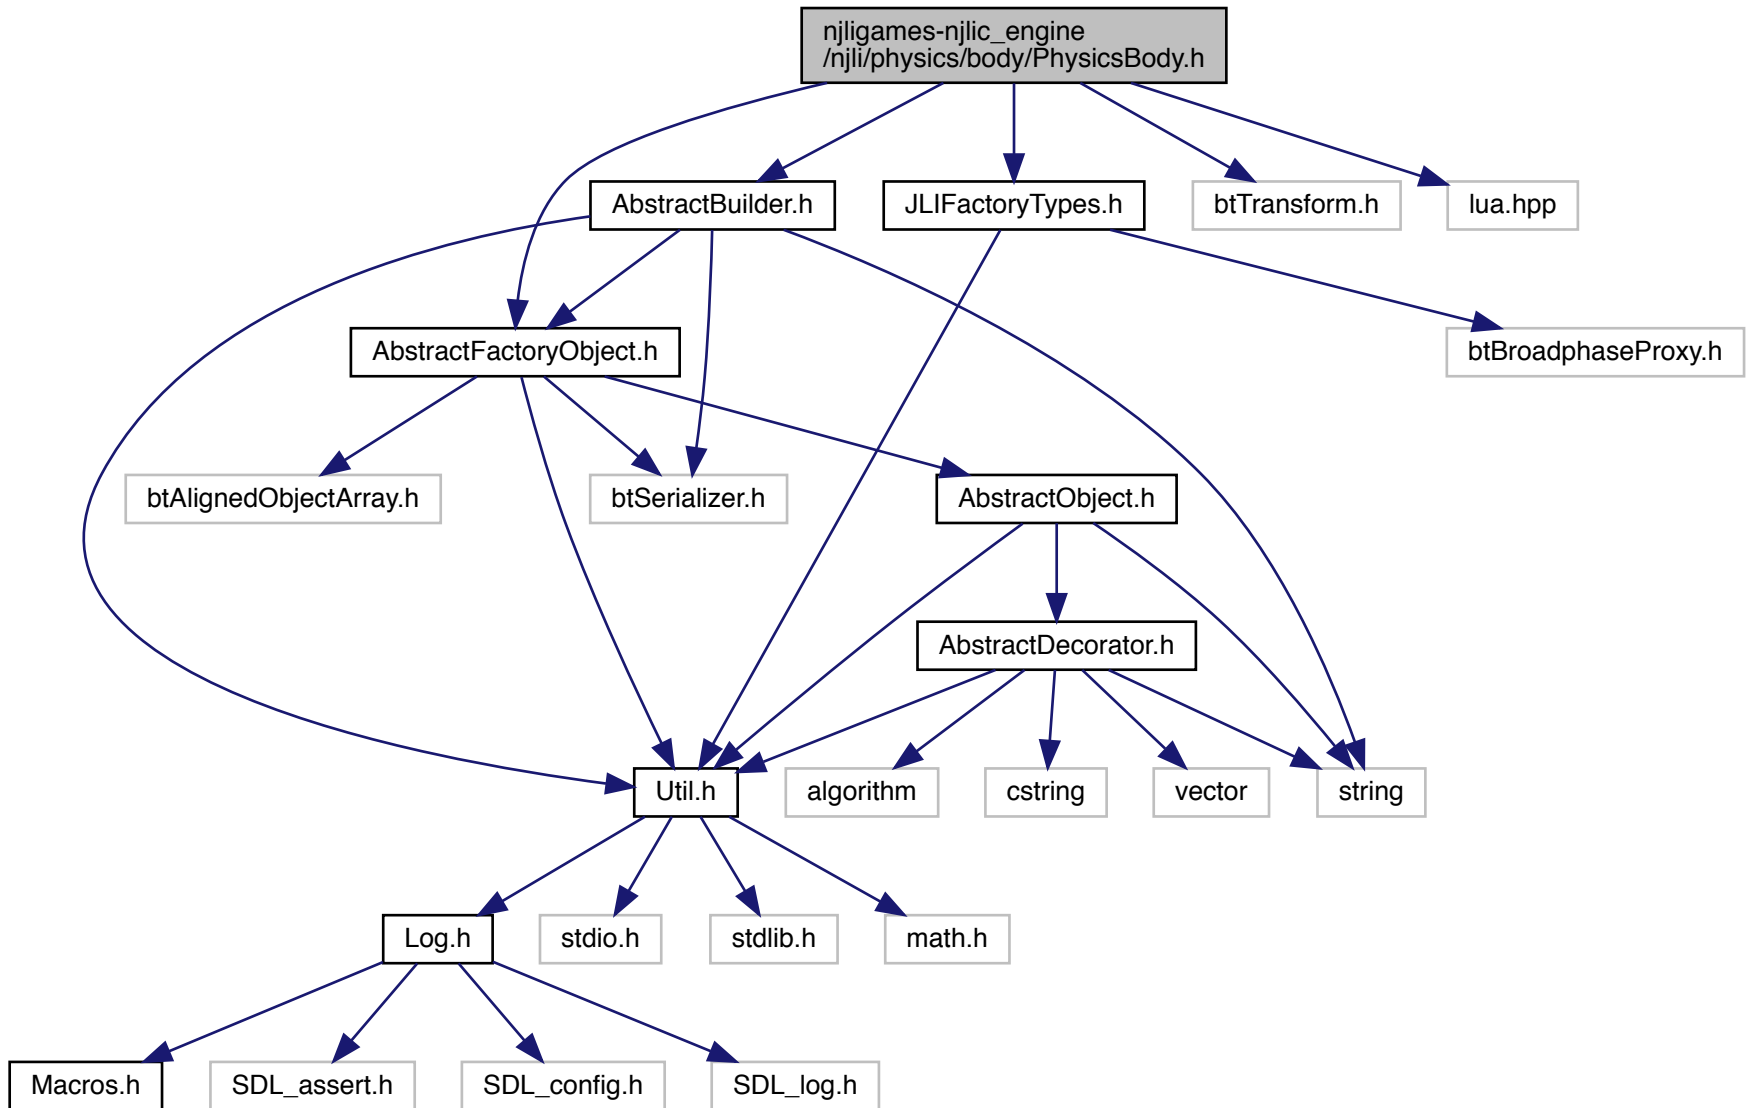 njligames-njlic_engine
/njli/physics/body/PhysicsBody.h
AbstractBuilder.h
JLIFactoryTypes.h
btTransform.h
lua.hpp
AbstractFactoryObject.h
btBroadphaseProxy.h
btAlignedObjectArray.h
btSerializer.h
AbstractObject.h
AbstractDecorator.h
Util.h
algorithm
cstring
vector
string
Log.h
stdio.h
stdlib.h
math.h
Macros.h
SDL_assert.h
SDL_config.h
SDL_log.h